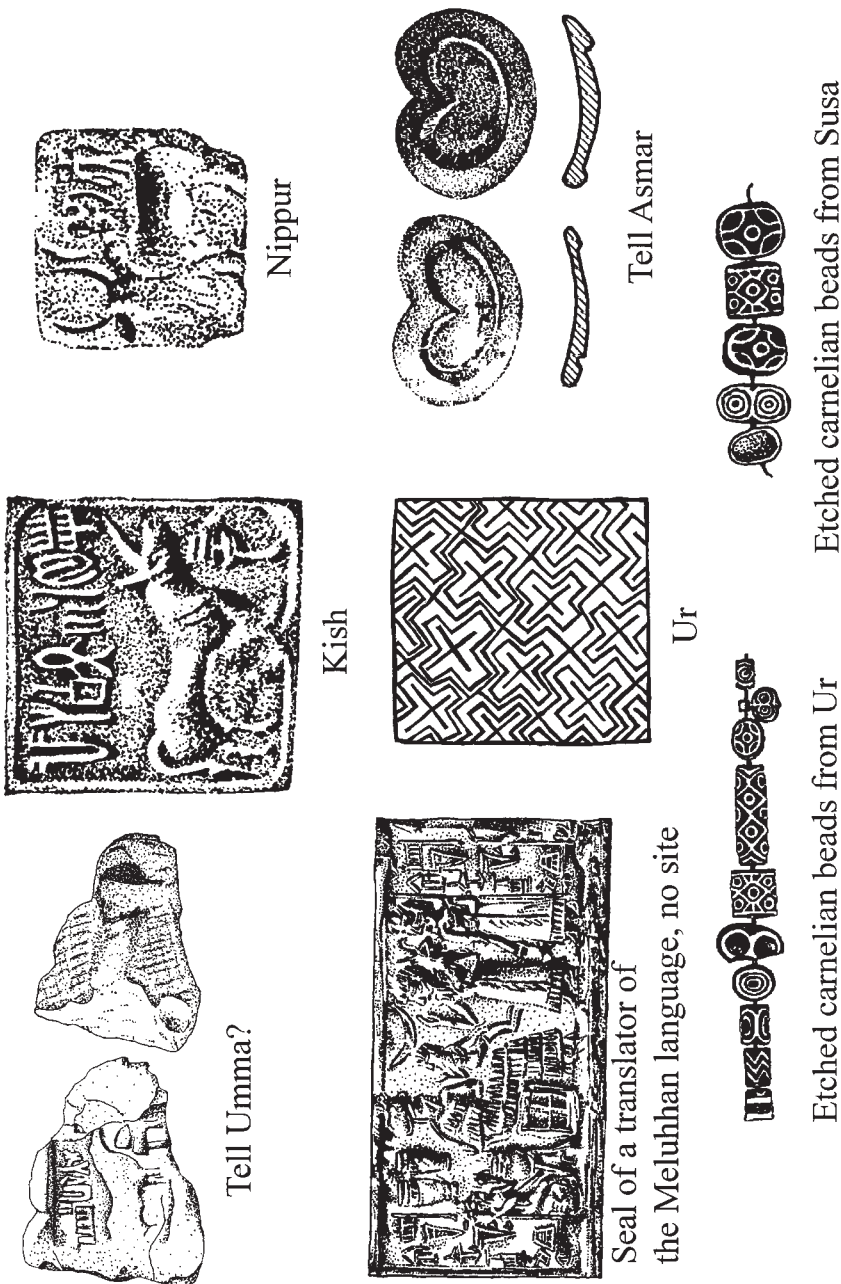 Tell Umma?
Kish
Nippur
Seal of a translator of
the Meluhhan language, no site
Ur
Tell Asmar
Etched carnelian beads from Ur
Etched carnelian beads from Susa